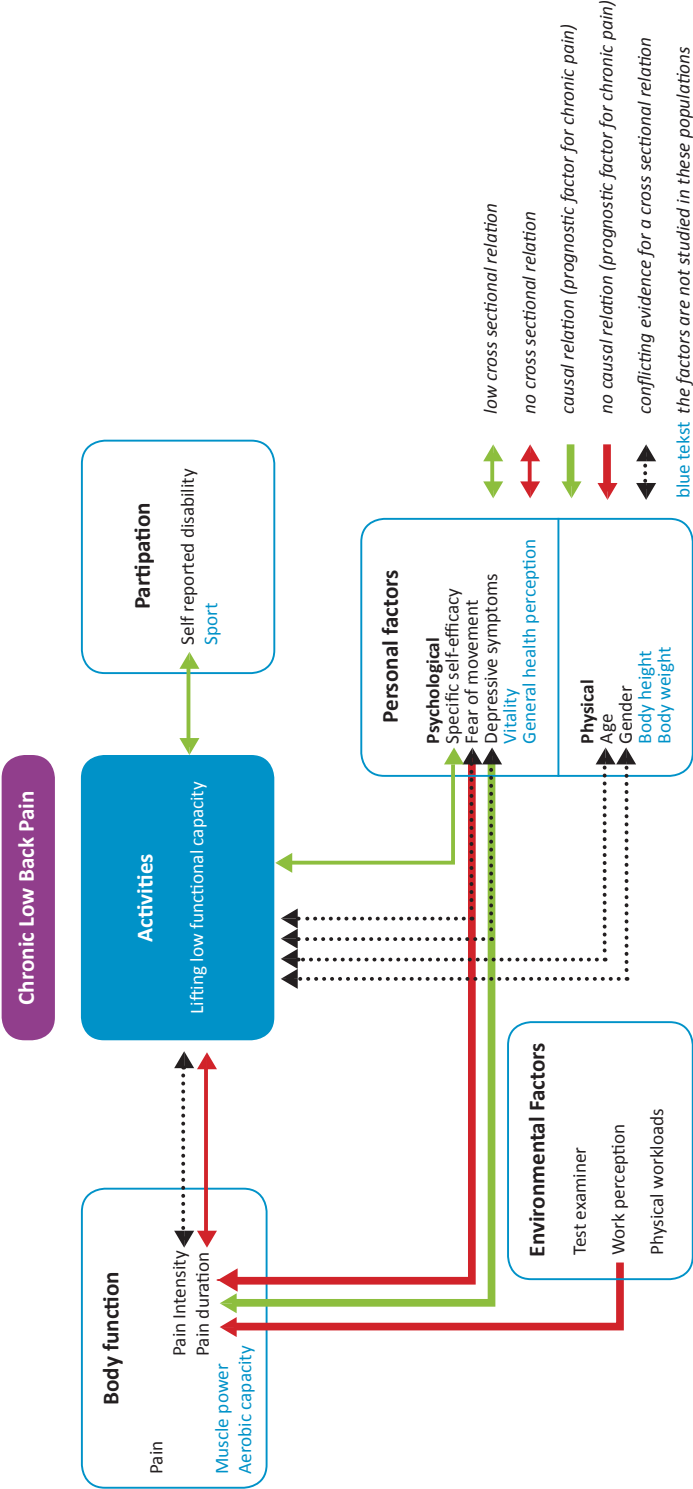 Chronic Low Back Pain
Body function
Pain
Pain Intensity
Pain duration
Muscle power
Aerobic capacity
Activities
Lifting low functional capacity
Partipation
Self reported disability
Sport
Environmental Factors
Test examiner
Work perception
Physical workloads
Personal factors
Psychological
Specific self-efficacy
Fear of movement
Depressive symptoms
Vitality
General health perception
Physical
Age
Gender
Body height
Body weight
low cross sectional relation
no cross sectional relation
causal relation (prognostic factor for chronic pain)
no causal relation (prognostic factor for chronic pain)
conflicting evidence for a cross sectional relation
blue tekst the factors are not studied in these populations